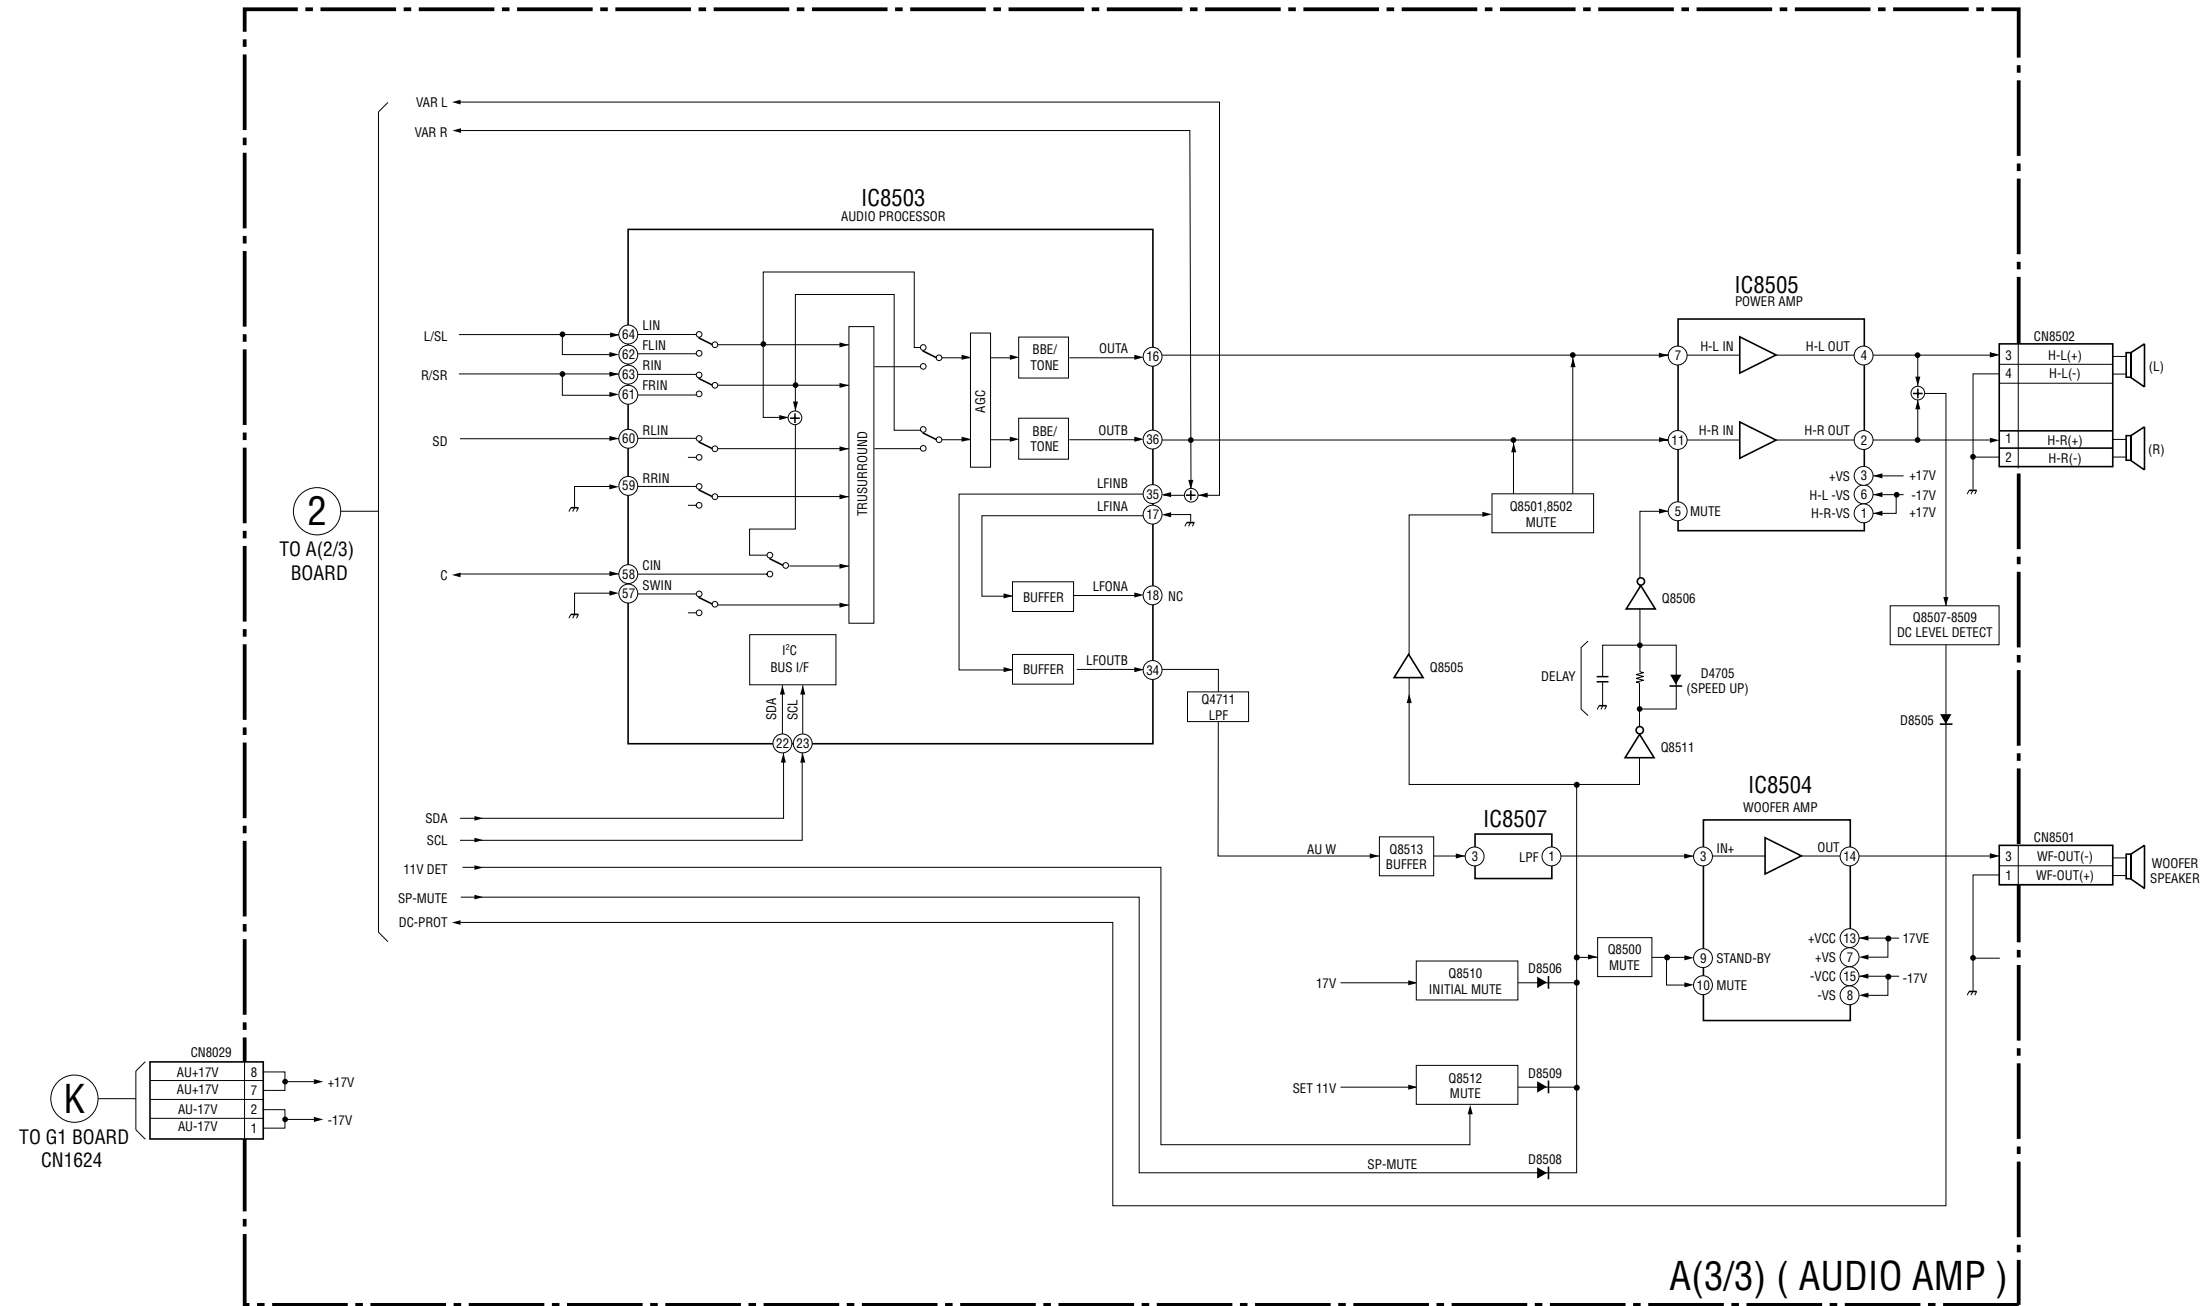 VAR L
VAR R
IC8503
AUDIO PROCESSOR
L/SL
R/SR
SD
C
64 LIN
62 FLIN
63 RIN
61 FRIN
60 RLIN
59 RRIN
58 CIN
57 SWIN
TRUSURROUND
AGC
BBE/
TONE
OUTA 16
BBE/
TONE
OUTB 36
LFINB 35
LFINA 17
BUFFER
LFONA 18 NC
BUFFER
LFOUTB 34
I²C
BUS I/F
SDA
SCL
22 23
Q4711
LPF
2
TO A(2/3)
BOARD
SDA
SCL
11V DET
SP-MUTE
DC-PROT
IC8505
POWER AMP
7 H-L IN
H-L OUT 4
11 H-R IN
H-R OUT 2
+VS 3 +17V
H-L -VS 6 -17V
H-R-VS 1 +17V
5 MUTE
Q8501,8502
MUTE
Q8505
Q8506
DELAY
D4705
(SPEED UP)
Q8511
CN8502
3 H-L(+)
4 H-L(-)
(L)
1 H-R(+)
2 H-R(-)
(R)
Q8507-8509
DC LEVEL DETECT
D8505
IC8504
WOOFER AMP
3 IN+
OUT 14
9 STAND-BY
10 MUTE
+VCC 13 17VE
+VS 7
-VCC 15 -17V
-VS 8
IC8507
3 LPF 1
AU W
Q8513
BUFFER
Q8500
MUTE
CN8501
3 WF-OUT(-)
1 WF-OUT(+)
WOOFER
SPEAKER
17V
Q8510
INITIAL MUTE
D8506
SET 11V
Q8512
MUTE
D8509
SP-MUTE
D8508
K
TO G1 BOARD
CN1624
CN8029
AU+17V 8
AU+17V 7
AU-17V 2
AU-17V 1
+17V
-17V
A(3/3) ( AUDIO AMP )